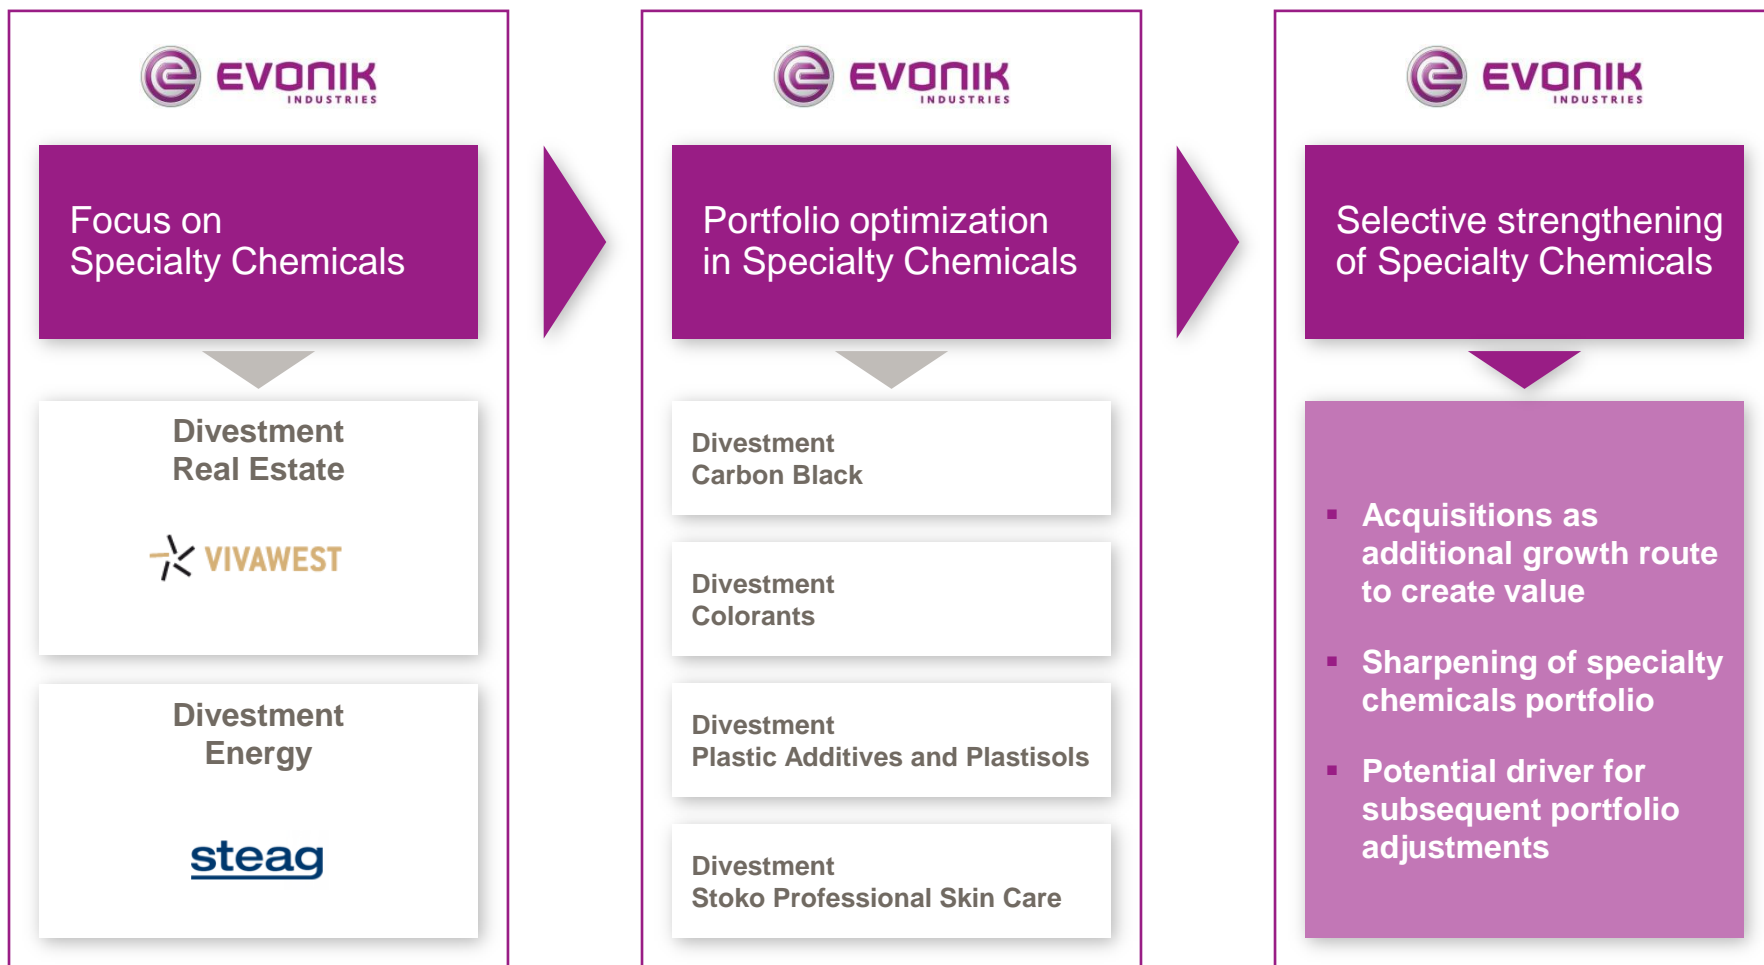 EVONIK
INDUSTRIES
Focus on
Specialty Chemicals
Divestment
Real Estate
VIVAWEST
Divestment
Energy
steag
EVONIK
INDUSTRIES
Portfolio optimization
in Specialty Chemicals
Divestment
Carbon Black
Divestment
Colorants
Divestment
Plastic Additives and Plastisols
Divestment
Stoko Professional Skin Care
EVONIK
INDUSTRIES
Selective strengthening
of Specialty Chemicals
▪ Acquisitions as
additional growth route
to create value
▪ Sharpening of specialty
chemicals portfolio
▪ Potential driver for
subsequent portfolio
adjustments